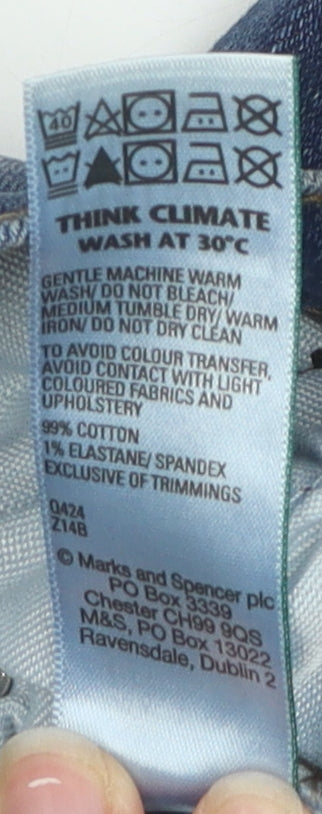 40
THINK CLIMATE
WASH AT 30°C
GENTLE MACHINE WARM
WASH/ DO NOT BLEACH/
MEDIUM TUMBLE DRY/ WARM
IRON/ DO NOT DRY CLEAN
TO AVOID COLOUR TRANSFER,
AVOID CONTACT WITH LIGHT
COLOURED FABRICS AND
UPHOLSTERY
99% COTTON
1% ELASTANE/ SPANDEX
EXCLUSIVE OF TRIMMINGS
Q424
Z14B
© Marks and Spencer plc
PO Box 3339
Chester CH99 9QS
M&S, PO Box 13022
Ravensdale, Dublin 2